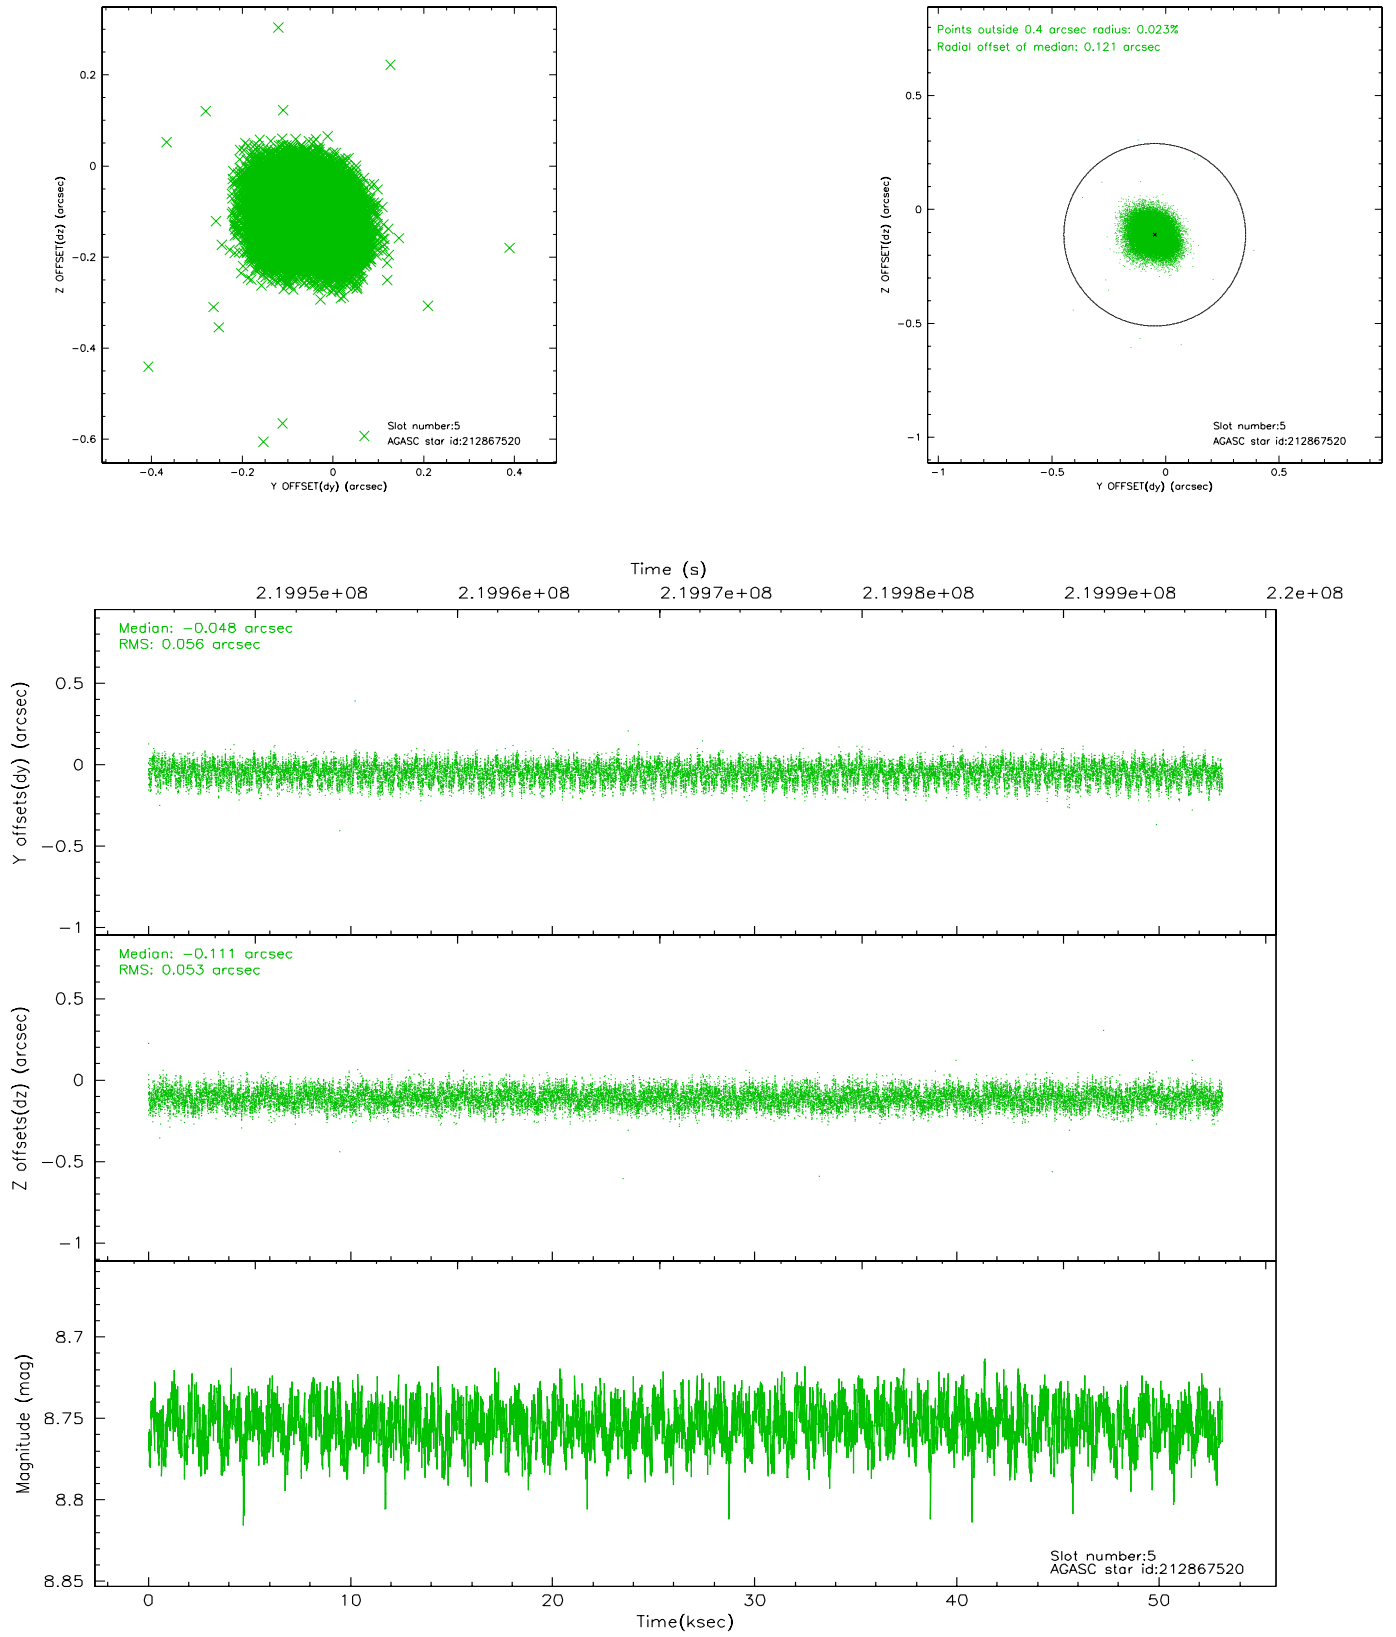 0.2
0
-0.2
-0.4
-0.6
Z OFFSET(dz) (arcsec)
Slot number:5
AGASC star id:212867520
-0.4 -0.2 0 0.2 0.4
Y OFFSET(dy) (arcsec)
Points outside 0.4 arcsec radius: 0.023%
Radial offset of median: 0.121 arcsec
0.5
0
-0.5
-1
Z OFFSET(dz) (arcsec)
Slot number:5
AGASC star id:212867520
-1 -0.5 0 0.5
Y OFFSET(dy) (arcsec)
Time (s)
2.1995e+08 2.1996e+08 2.1997e+08 2.1998e+08 2.1999e+08 2.2e+08
Median: -0.048 arcsec
RMS: 0.056 arcsec
0.5
0
-0.5
-1
Y offsets(dy) (arcsec)
Median: -0.111 arcsec
RMS: 0.053 arcsec
0.5
0
-0.5
-1
Z offsets(dz) (arcsec)
8.7
8.75
8.8
8.85
Magnitude (mag)
Slot number:5
AGASC star id:212867520
0 10 20 30 40 50
Time(ksec)